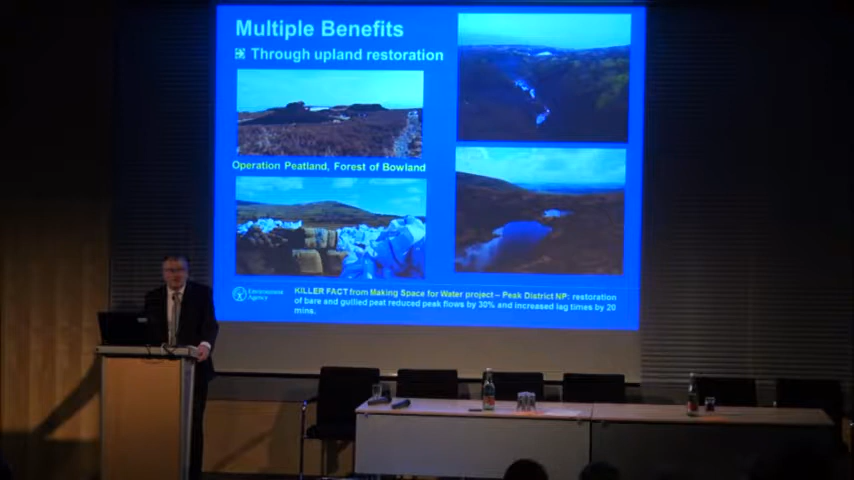 Multiple Benefits
Through upland restoration
Operation Peatland, Forest of Bowland
Environment
Agency
KILLER FACT from Making Space for Water project – Peak District NP: restoration
of bare and gullied peat reduced peak flows by 30% and increased lag times by 20
mins.